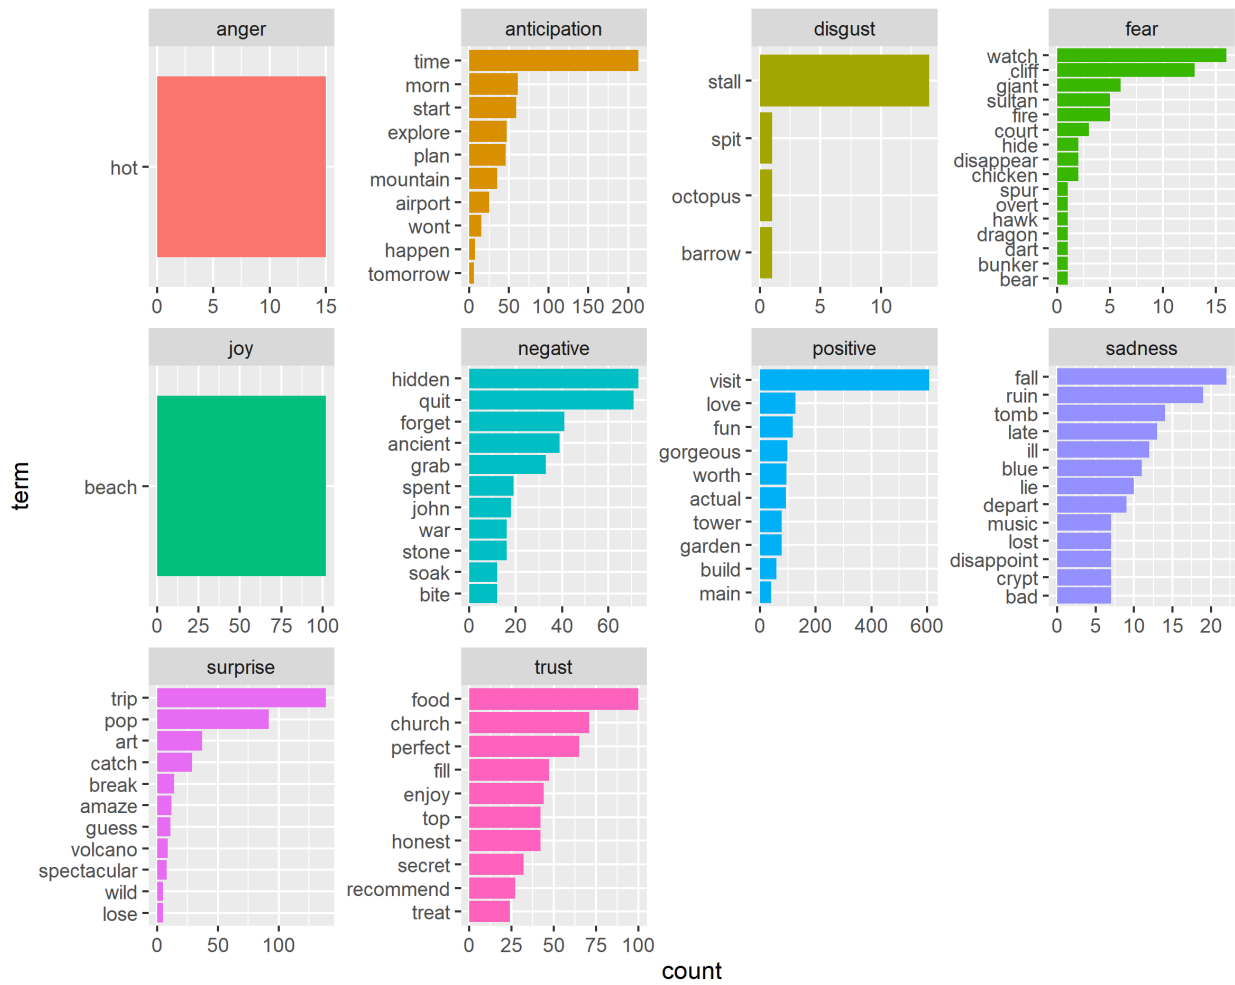 anger
hot
0 5 10 15
anticipation
time
morn
start
explore
plan
mountain
airport
wont
happen
tomorrow
0 50 100 150 200
disgust
stall
spit
octopus
barrow
0 5 10
fear
watch
cliff
giant
sultan
fire
court
hide
disappear
chicken
spur
overt
hawk
dragon
dart
bunker
bear
0 5 10 15
joy
beach
0 25 50 75 100
negative
hidden
quit
forget
ancient
grab
spent
john
war
stone
soak
bite
0 20 40 60
positive
visit
love
fun
gorgeous
worth
actual
tower
garden
build
main
0 200 400 600
sadness
fall
ruin
tomb
late
ill
blue
lie
depart
music
lost
disappoint
crypt
bad
0 5 10 15 20
surprise
trip
pop
art
catch
break
amaze
guess
volcano
spectacular
wild
lose
0 50 100
trust
food
church
perfect
fill
enjoy
top
honest
secret
recommend
treat
0 25 50 75 100
term
count